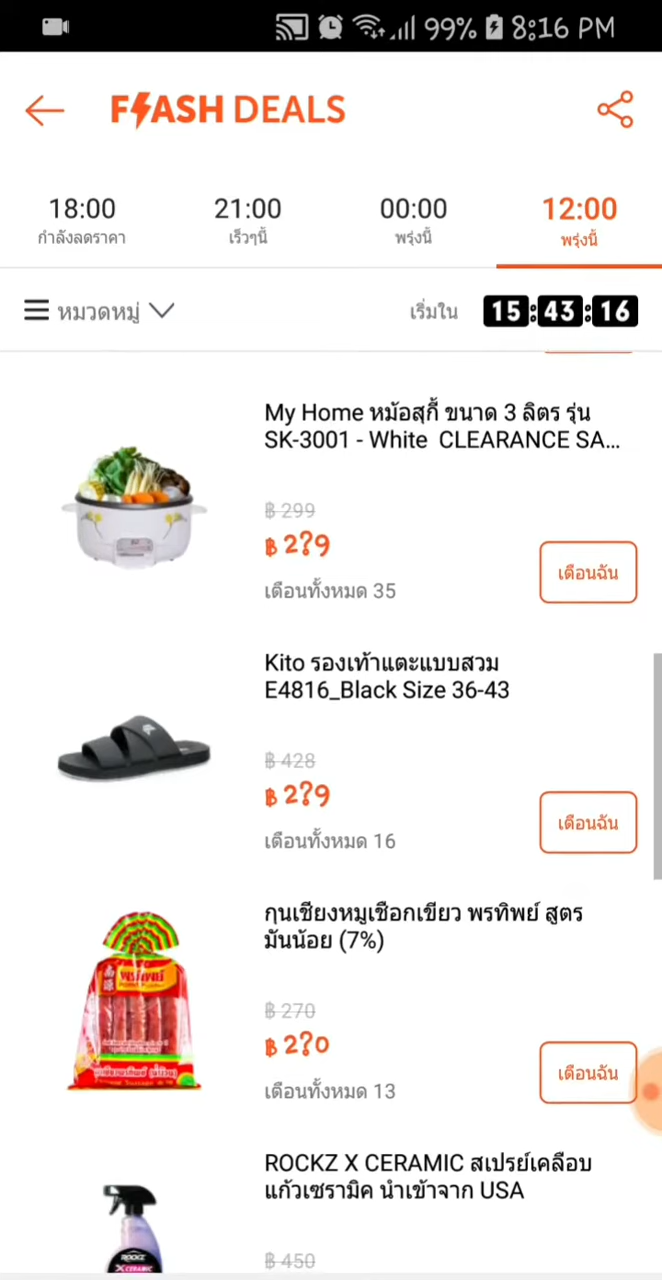 99% 8:16 PM
FLASH DEALS
18:00 21:00 00:00 12:00
กำลังลดราคา เร็วๆนี้ พรุ่งนี้ พรุ่งนี้
หมวดหมู่ เริ่มใน 15:43:16
My Home หม้อสุกี้ ขนาด 3 ลิตร รุ่น
SK-3001 - White CLEARANCE SA...
฿ 299
฿ 2?9
เตือนทั้งหมด 35
เตือนฉัน
Kito รองเท้าแตะแบบสวม
E4816_Black Size 36-43
฿ 428
฿ 2?9
เตือนทั้งหมด 16
เตือนฉัน
กุนเชียงหมูเชือกเขียว พรทิพย์ สูตร
มันน้อย (7%)
฿ 270
฿ 2?0
เตือนทั้งหมด 13
เตือนฉัน
พรทิพย์
ROCKZ X CERAMIC สเปรย์เคลือบ
แก้วเซรามิค นำเข้าจาก USA
ROCKZ
X CERAMIC
฿ 450